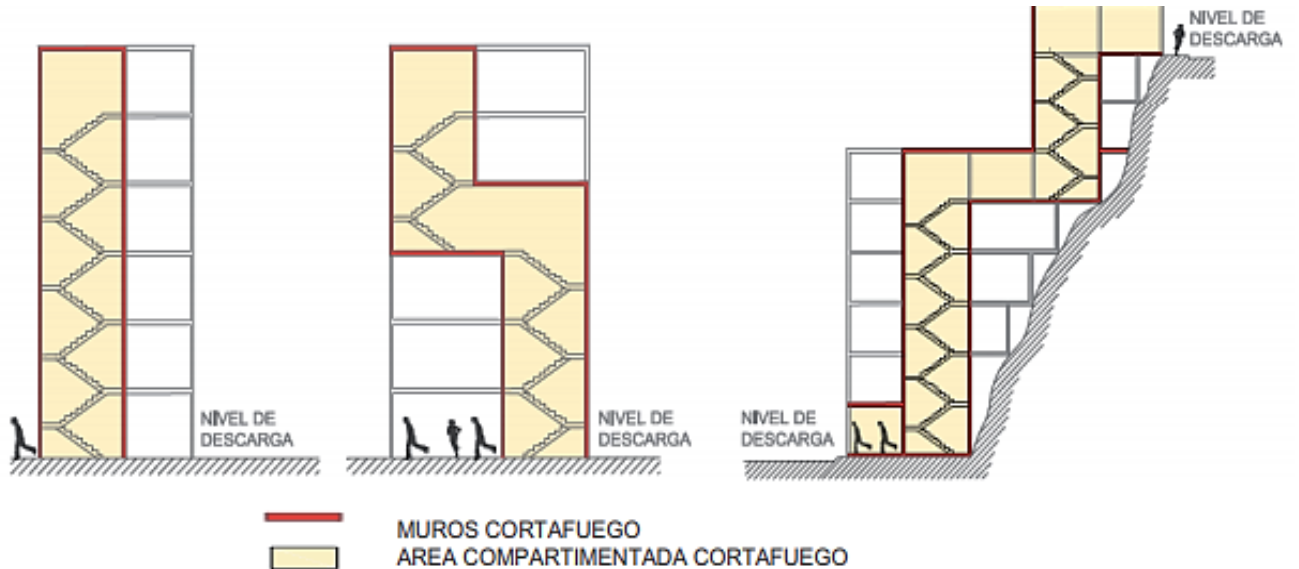 NIVEL DE
DESCARGA
NIVEL DE
DESCARGA
NIVEL DE
DESCARGA
NIVEL DE
DESCARGA
MUROS CORTAFUEGO
AREA COMPARTIMENTADA CORTAFUEGO